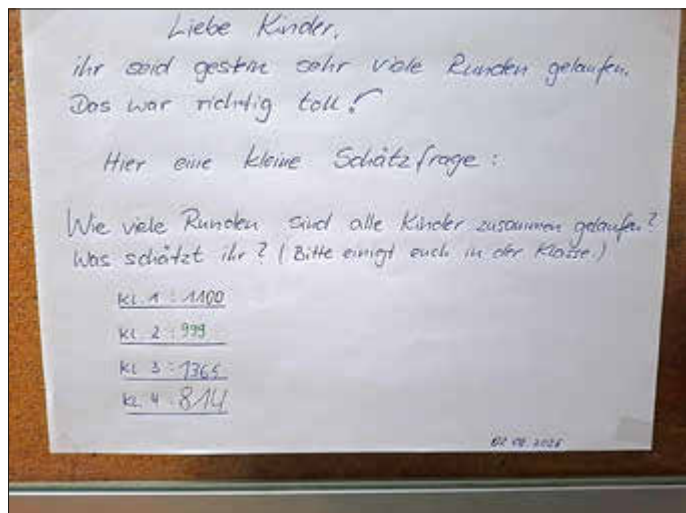 Liebe Kinder,
ihr seid gestern sehr viele Runden gelaufen.
Das war richtig toll!
Hier eine kleine Schätzfrage:
Wie viele Runden sind alle Kinder zusammen gelaufen?
Was schätzt ihr? (Bitte einigt euch in der Klasse.)
Kl. 1 : 1100
Kl. 2 : 999
Kl. 3 : 1365
Kl. 4 : 814